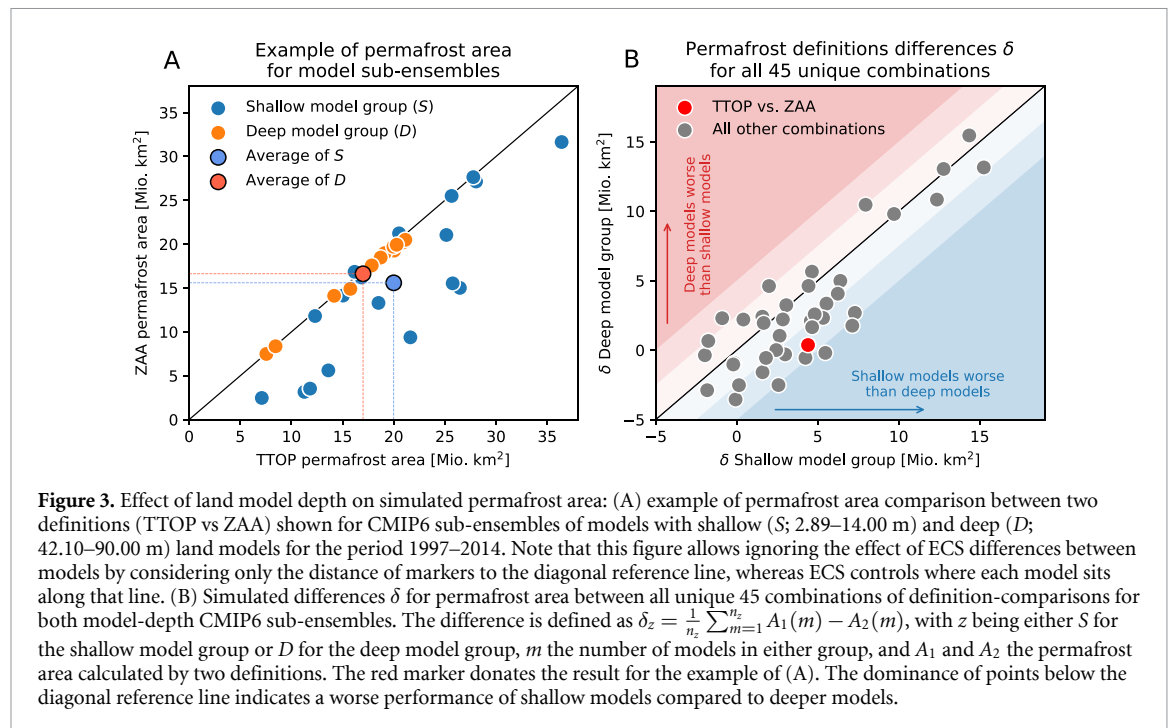 A
Example of permafrost area
for model sub-ensembles
Shallow model group (S)
Deep model group (D)
Average of S
Average of D
ZAA permafrost area [Mio. km²]
35
30
25
20
15
10
5
0
0 5 10 15 20 25 30 35
TTOP permafrost area [Mio. km²]
B
Permafrost definitions differences δ
for all 45 unique combinations
TTOP vs. ZAA
All other combinations
Deep models worse
than shallow models
Shallow models worse
than deep models
δ Deep model group [Mio. km²]
15
10
5
0
−5
−5 0 5 10 15
δ Shallow model group [Mio. km²]
Figure 3. Effect of land model depth on simulated permafrost area: (A) example of permafrost area comparison between two
definitions (TTOP vs ZAA) shown for CMIP6 sub-ensembles of models with shallow (S; 2.89–14.00 m) and deep (D;
42.10–90.00 m) land models for the period 1997–2014. Note that this figure allows ignoring the effect of ECS differences between
models by considering only the distance of markers to the diagonal reference line, whereas ECS controls where each model sits
along that line. (B) Simulated differences δ for permafrost area between all unique 45 combinations of definition-comparisons for
both model-depth CMIP6 sub-ensembles. The difference is defined as δ_z = 1/n_z ∑_{m=1}^{n_z} A₁(m) − A₂(m), with z being either S for
the shallow model group or D for the deep model group, m the number of models in either group, and A₁ and A₂ the permafrost
area calculated by two definitions. The red marker donates the result for the example of (A). The dominance of points below the
diagonal reference line indicates a worse performance of shallow models compared to deeper models.